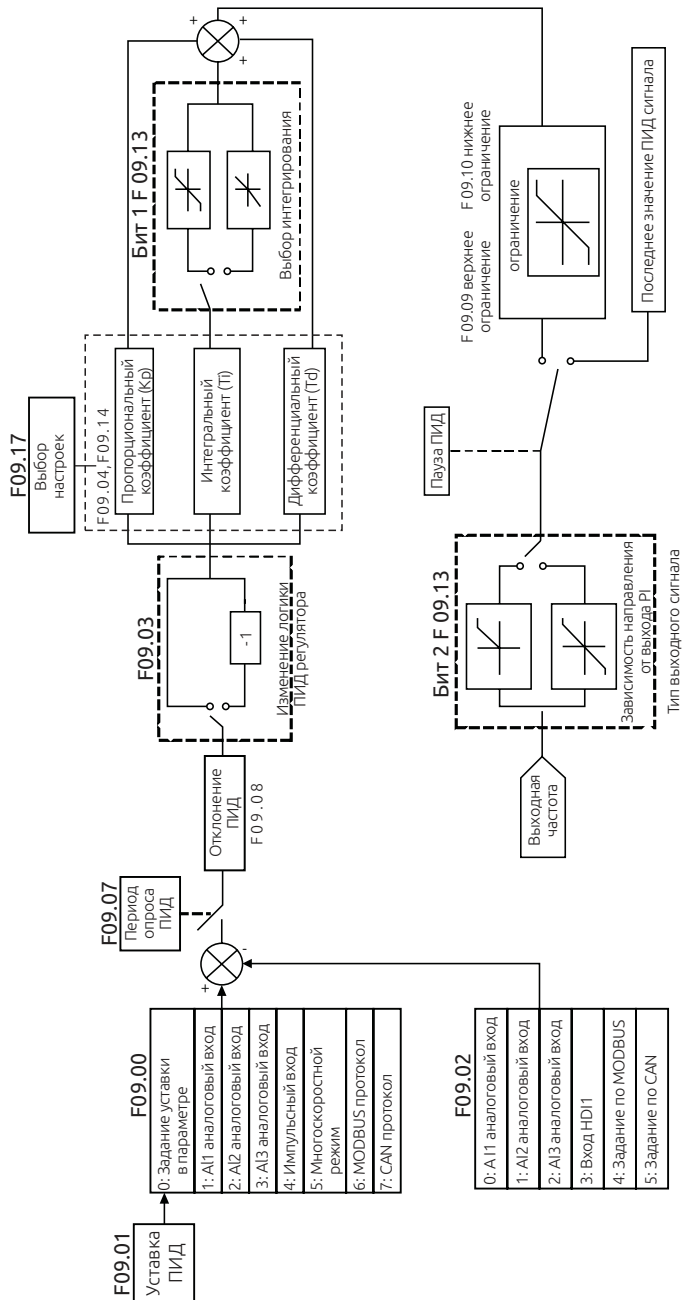 F09.01
Уставка
ПИД
F09.00
0: Задание уставки
в параметре
1: AI1 аналоговый вход
2: AI2 аналоговый вход
3: AI3 аналоговый вход
4: Импульсный вход
5: Многоскоростной
режим
6: MODBUS протокол
7: CAN протокол
F09.02
0: AI1 аналоговый вход
1: AI2 аналоговый вход
2: AI3 аналоговый вход
3: Вход HDI1
4: Задание по MODBUS
5: Задание по CAN
+
-
F09.07
Период
опроса
ПИД
Отклонение
ПИД
F09.08
F09.03
-1
Изменение логики
ПИД регулятора
F09.17
Выбор
настроек
F09.04,F09.14
Пропорциональный
коэффициент (Kp)
Интегральный
коэффициент (Ti)
Дифференциальный
коэффициент (Td)
Бит 1 F 09.13
Выбор интегрирования
+
+
+
F 09.09 верхнее
ограничение
F 09.10 нижнее
ограничение
ограничение
Последнее значение ПИД сигнала
Пауза ПИД
Бит 2 F 09.13
Зависимость направления
от выхода PI
Тип выходного сигнала
Выходная
частота